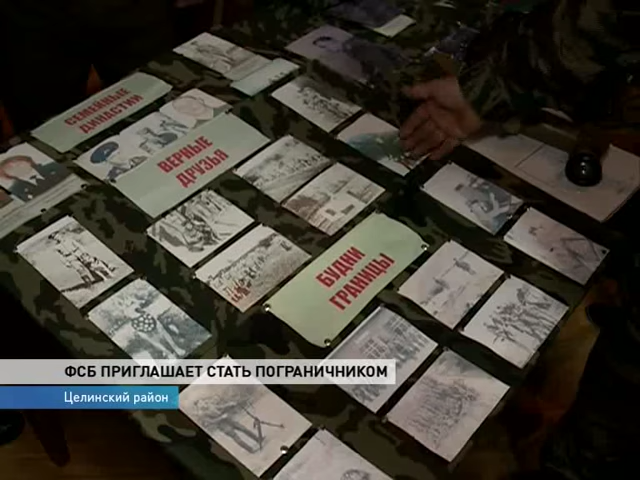 СЕМЕЙНЫЕ
ДИНАСТИИ
ВЕРНЫЕ
ДРУЗЬЯ
БУДНИ
ГРАНИЦЫ
ФСБ ПРИГЛАШАЕТ СТАТЬ ПОГРАНИЧНИКОМ
Целинский район